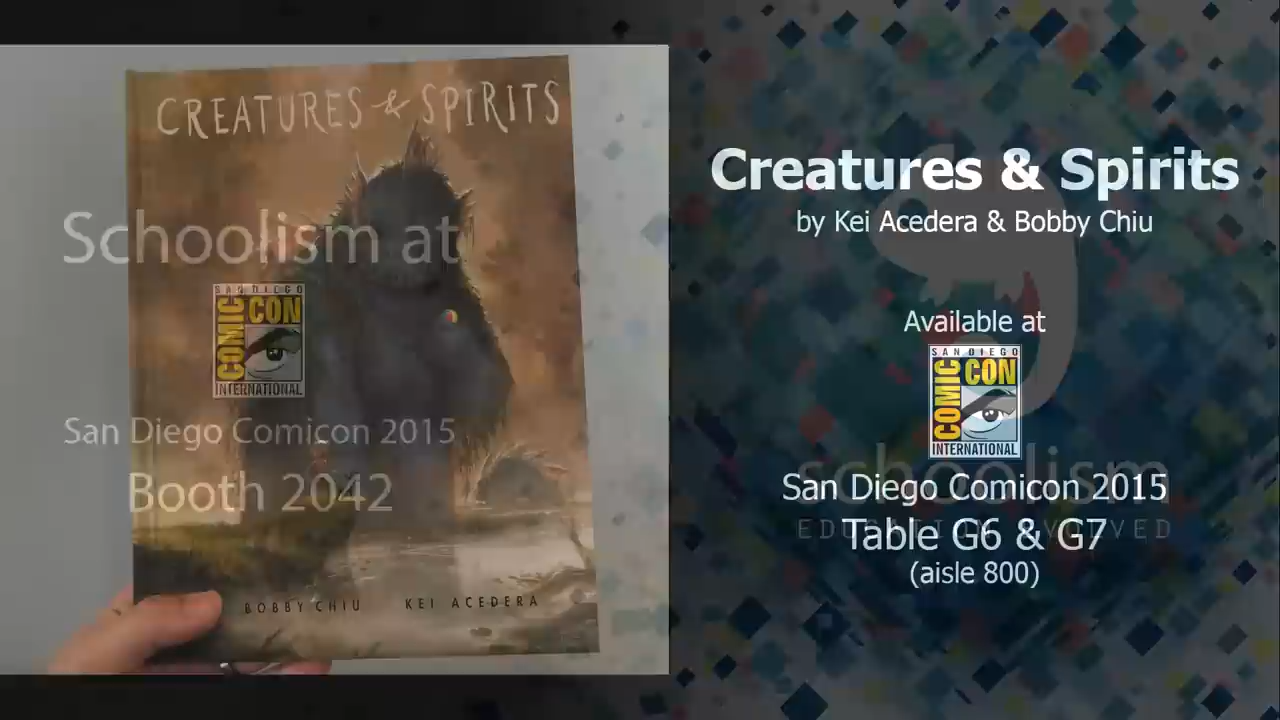 CREATURES & SPIRITS
Schoolism at
SAN DIEGO
COMIC CON
INTERNATIONAL
San Diego Comicon 2015
Booth 2042
BOBBY CHIU KEI ACEDERA
Creatures & Spirits
by Kei Acedera & Bobby Chiu
Available at
SAN DIEGO
COMIC CON
INTERNATIONAL
schoolism
San Diego Comicon 2015
EDUCATION EVOLVED
Table G6 & G7
(aisle 800)